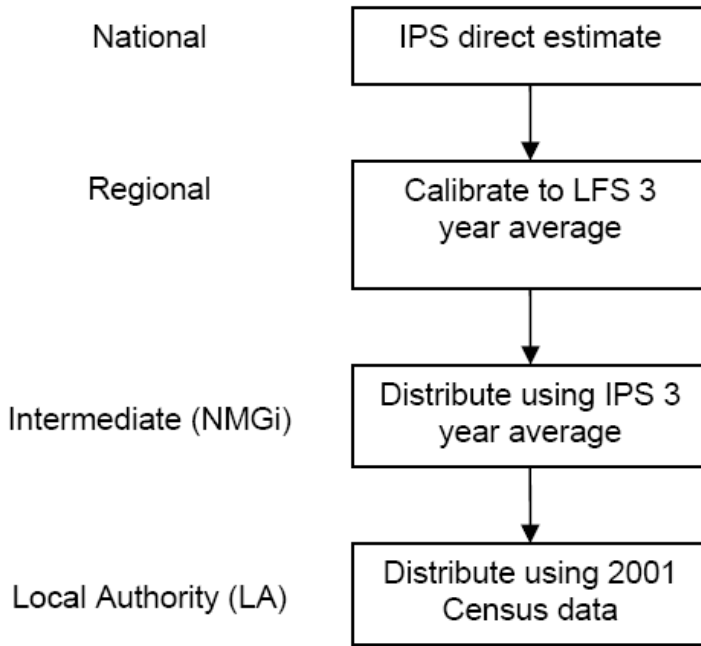 National
IPS direct estimate
Regional
Calibrate to LFS 3
year average
Intermediate (NMGi)
Distribute using IPS 3
year average
Local Authority (LA)
Distribute using 2001
Census data